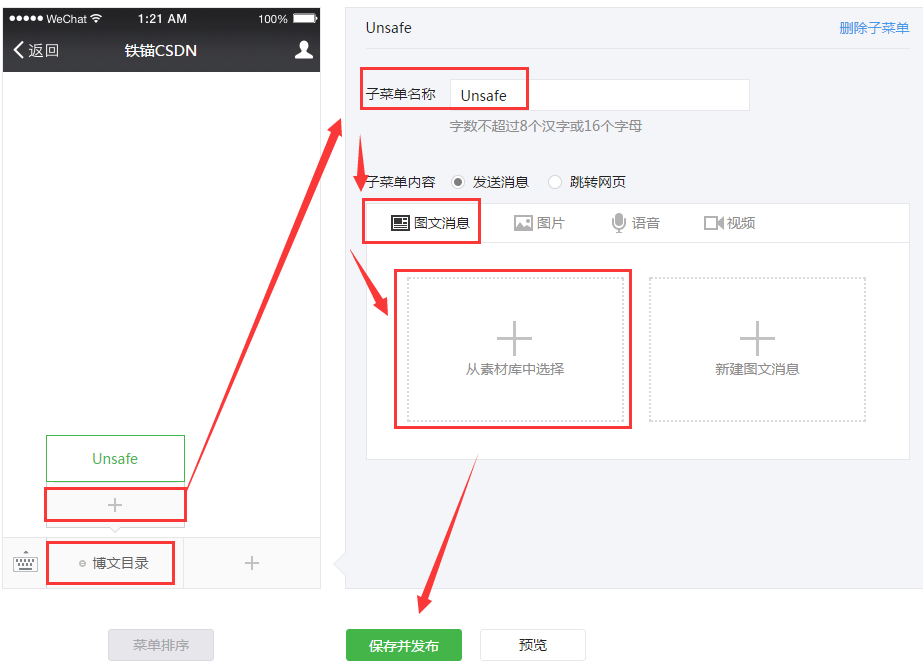 WeChat 1:21 AM 100%
返回 铁锚CSDN
Unsafe
博文目录
菜单排序
Unsafe 删除子菜单
子菜单名称 Unsafe
字数不超过8个汉字或16个字母
子菜单内容 发送消息 跳转网页
图文消息 图片 语音 视频
从素材库中选择 新建图文消息
保存并发布 预览